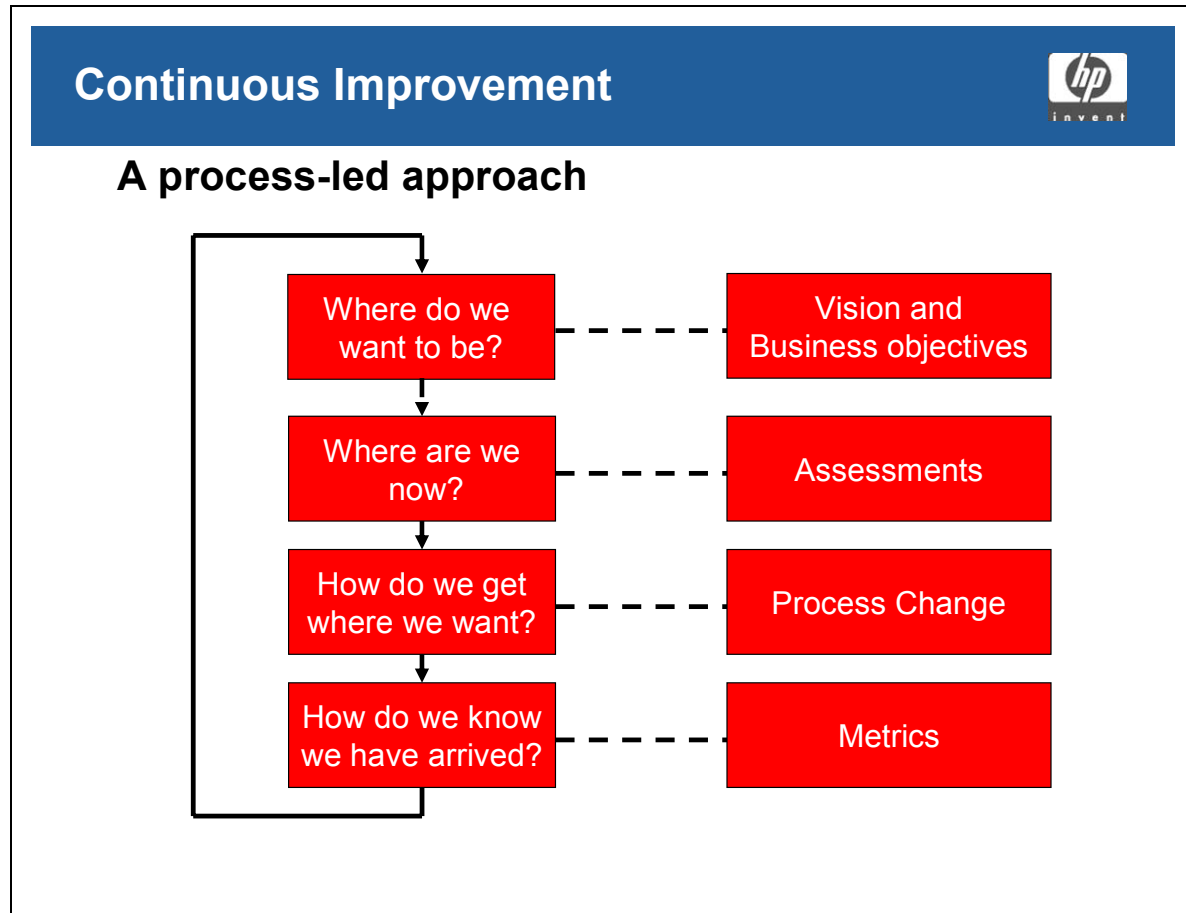 Continuous Improvement
hp
invent
A process-led approach
Where do we
want to be?
Vision and
Business objectives
Where are we
now?
Assessments
How do we get
where we want?
Process Change
How do we know
we have arrived?
Metrics